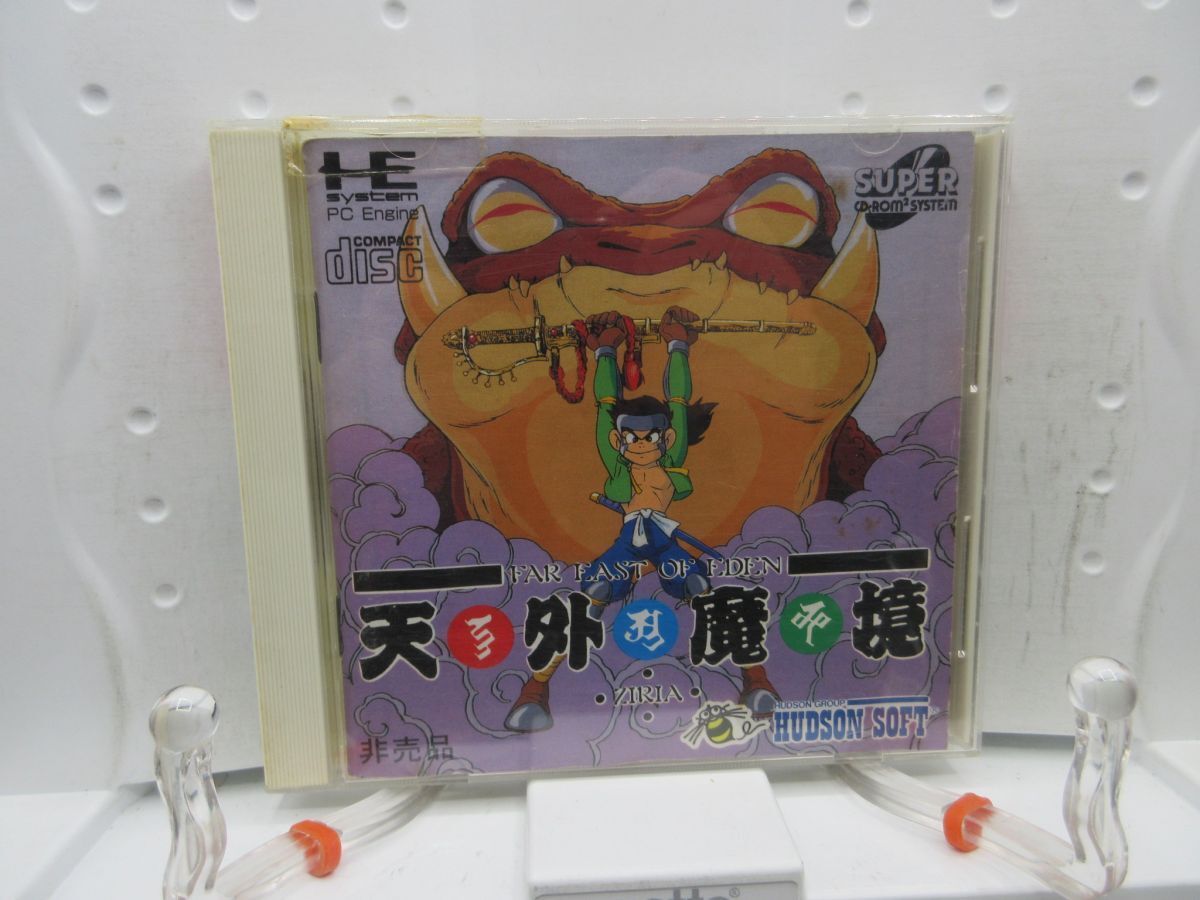 HE
system
PC Engine
COMPACT
disc
SUPER
CD-ROM² SYSTEM
FAR EAST OF EDEN
天外魔境
ZIRIA
非売品
HUDSON GROUP
HUDSON SOFT